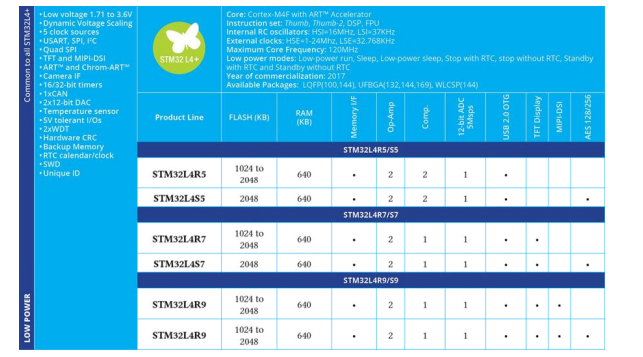 Common to all STM32L4+
• Low voltage 1.71 to 3.6V
• Dynamic Voltage Scaling
• 5 clock sources
• USART, SPI, I²C
• Quad SPI
• TFT and MIPI-DSI
• ART™ and Chrom-ART™
• Camera IF
• 16/32-bit timers
• 1xCAN
• 2x12-bit DAC
• Temperature sensor
• 5V tolerant I/Os
• 2xWDT
• Hardware CRC
• Backup Memory
• RTC calendar/clock
• SWD
• Unique ID
LOW POWER
STM32 L4+
Core: Cortex-M4F with ART™ Accelerator
Instruction set: Thumb, Thumb-2, DSP, FPU
Internal RC oscillators: HSI=16MHz, LSI=37KHz
External clocks: HSE=1-24Mhz, LSE=32.768KHz
Maximum Core Frequency: 120MHz
Low power modes: Low-power run, Sleep, Low-power sleep, Stop with RTC, stop without RTC, Standby
with RTC and Standby without RTC
Year of commercialization: 2017
Available Packages: LQFP(100,144), UFBGA(132,144,169), WLCSP(144)
Product Line FLASH (KB) RAM (KB) Memory I/F Op-Amp Comp. 12-bit ADC 5Msps USB 2.0 OTG TFT Display MIPI-DSI AES 128/256
STM32L4R5/S5
STM32L4R5 1024 to 2048 640 • 2 2 1 •
STM32L4S5 2048 640 • 2 2 1 • •
STM32L4R7/S7
STM32L4R7 1024 to 2048 640 • 2 1 1 • •
STM32L4S7 2048 640 • 2 1 1 • • •
STM32L4R9/S9
STM32L4R9 1024 to 2048 640 • 2 1 1 • • •
STM32L4R9 1024 to 2048 640 • 2 1 1 • • • •